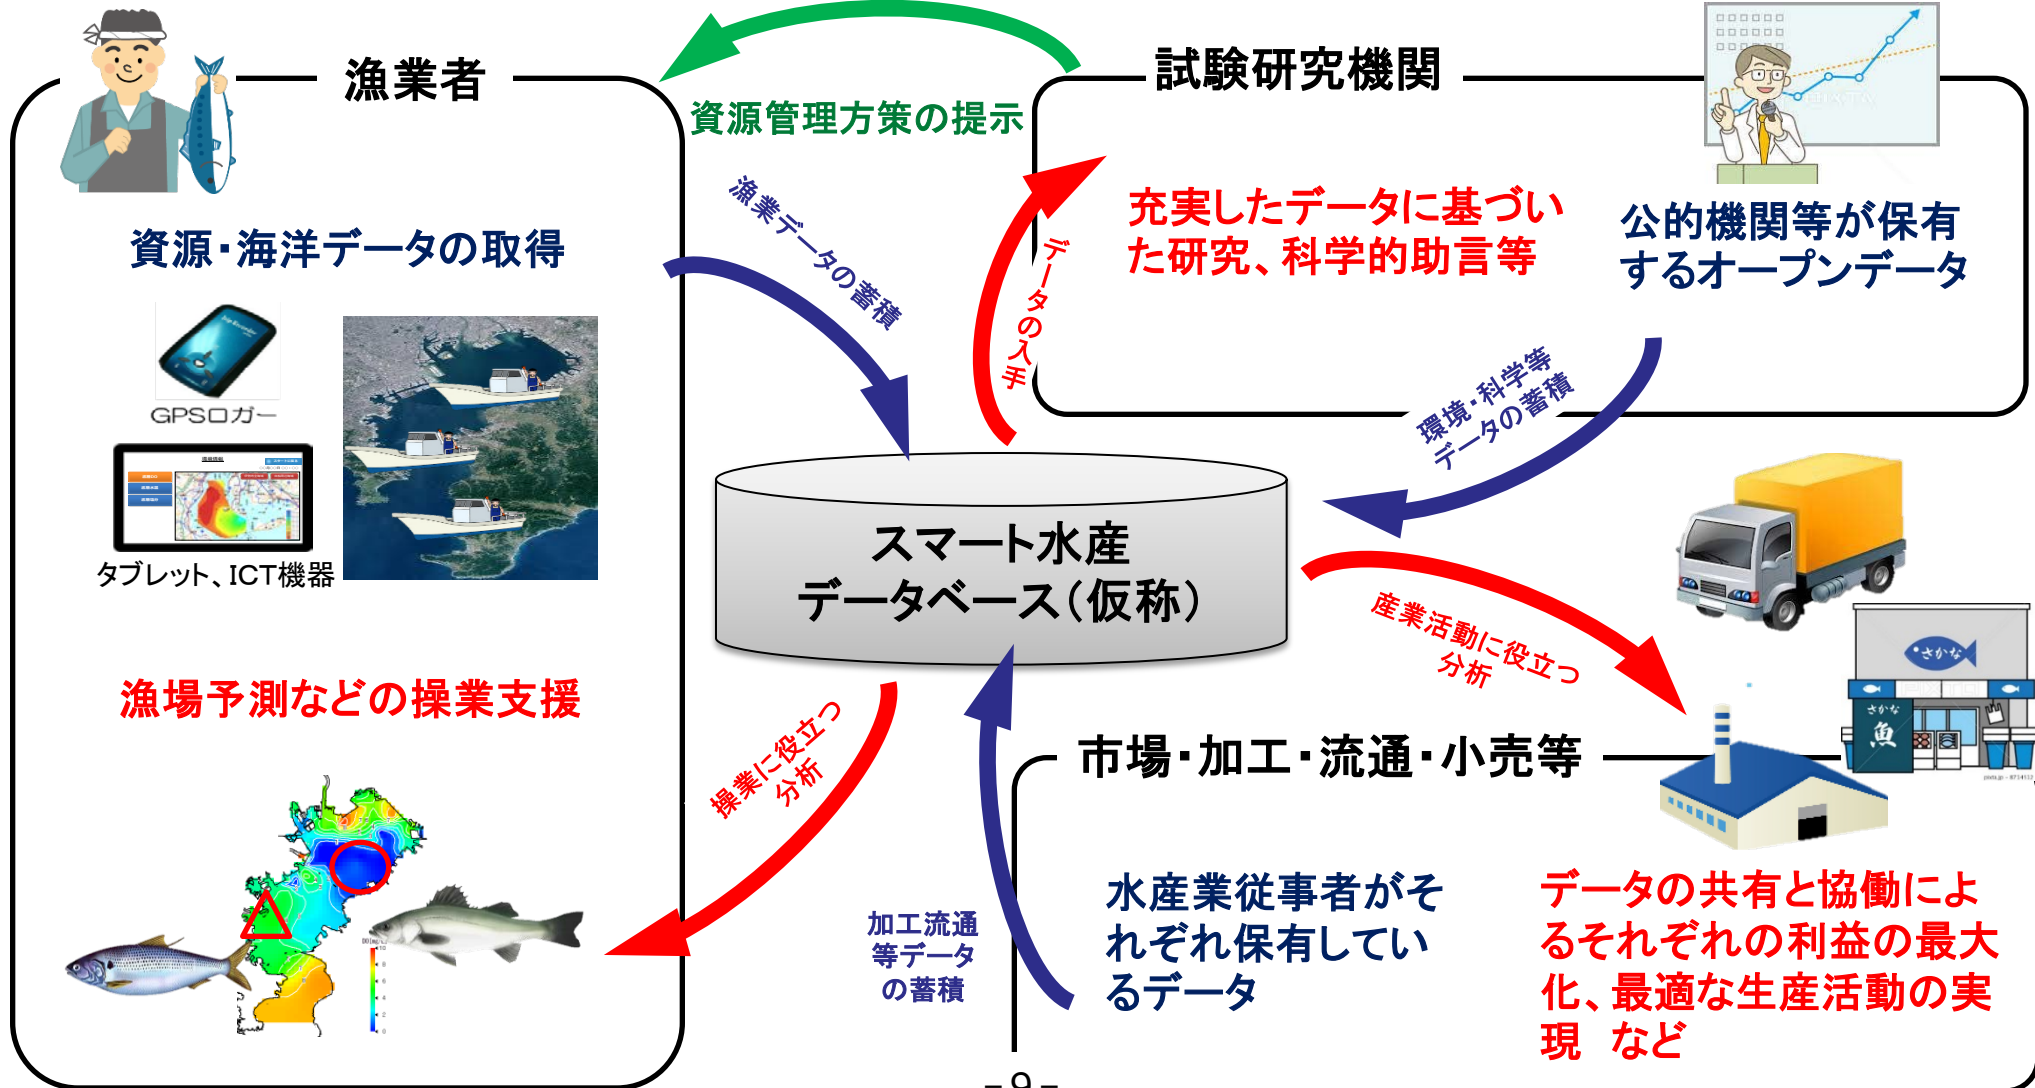 漁業者
資源・海洋データの取得
GPSロガー
タブレット、ICT機器
漁場予測などの操業支援
資源管理方策の提示
漁業データの蓄積
データの入手
試験研究機関
充実したデータに基づい
た研究、科学的助言等
公的機関等が保有
するオープンデータ
環境・科学等
データの蓄積
スマート水産
データベース（仮称）
産業活動に役立つ
分析
操業に役立つ
分析
加工流通
等データ
の蓄積
市場・加工・流通・小売等
さかな
さかな
魚
水産業従事者がそ
れぞれ保有してい
るデータ
データの共有と協働によ
るそれぞれの利益の最大
化、最適な生産活動の実
現　など
-9-